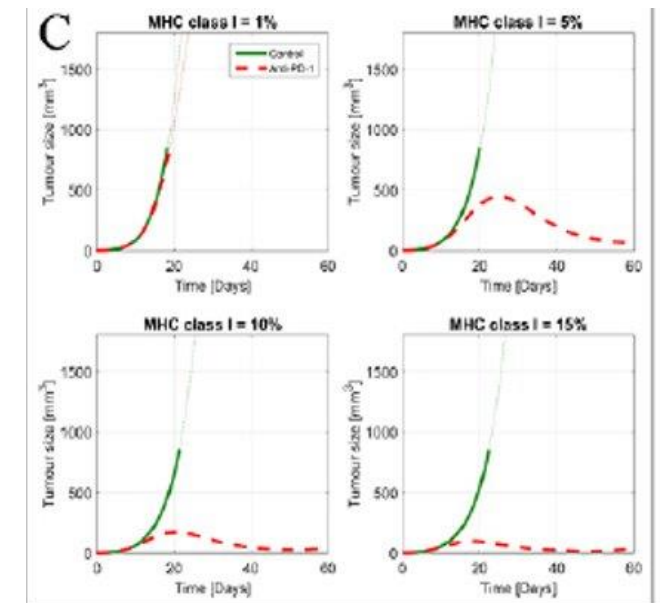 C
MHC class I = 1%
Control
Anti-PD-1
Tumour size [mm³]
1500
1000
500
0
0 20 40 60
Time [Days]
MHC class I = 5%
Tumour size [mm³]
1500
1000
500
0
0 20 40 60
Time [Days]
MHC class I = 10%
Tumour size [mm³]
1500
1000
500
0
0 20 40 60
Time [Days]
MHC class I = 15%
Tumour size [mm³]
1500
1000
500
0
0 20 40 60
Time [Days]